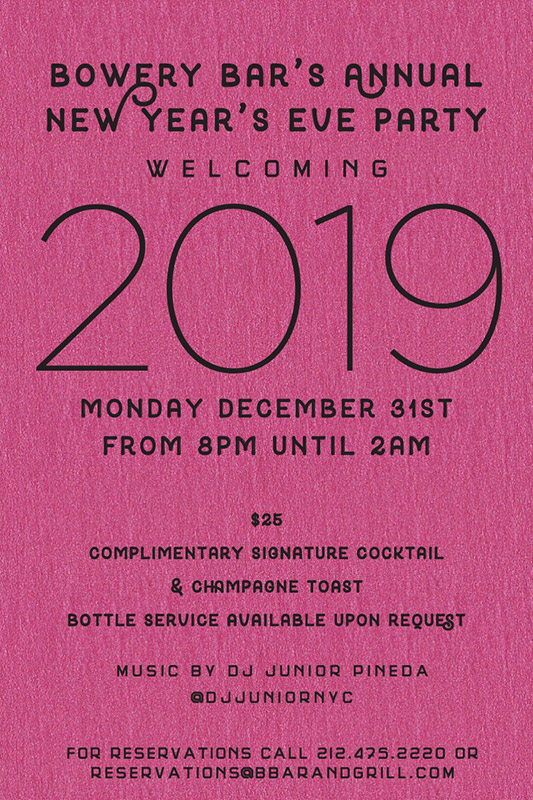 BOWERY BAR'S ANNUAL
NEW YEAR'S EVE PARTY
WELCOMING
2019
MONDAY DECEMBER 31ST
FROM 8PM UNTIL 2AM
$25
COMPLIMENTARY SIGNATURE COCKTAIL
& CHAMPAGNE TOAST
BOTTLE SERVICE AVAILABLE UPON REQUEST
MUSIC BY DJ JUNIOR PINEDA
@DJJUNIORNYC
FOR RESERVATIONS CALL 212.475.2220 OR
RESERVATIONS@BBARANDGRILL.COM